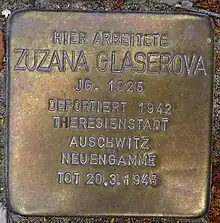 HIER ARBEITETE
ZUZANA GLASEROVA
JG. 1925
DEPORTIERT 1942
THERESIENSTADT
AUSCHWITZ
NEUENGAMME
TOT 20.3.1945